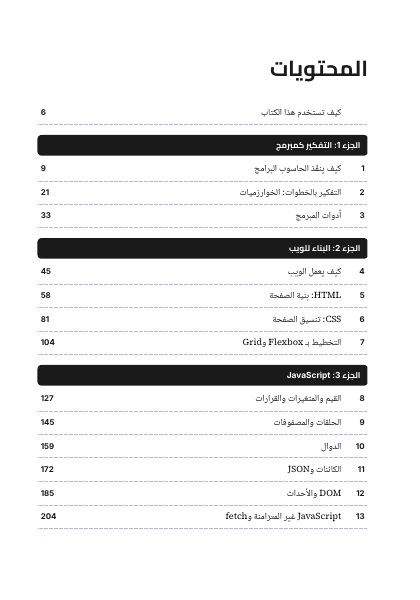 المحتويات
كيف تستخدم هذا الكتاب 6
الجزء 1: التفكير كمبرمج
1 كيف ينفّذ الحاسوب البرامج 9
2 التفكير بالخطوات: الخوارزميات 21
3 أدوات المبرمج 33
الجزء 2: البناء للويب
4 كيف يعمل الويب 45
5 HTML: بنية الصفحة 58
6 CSS: تنسيق الصفحة 81
7 التخطيط بـ Flexbox وGrid 104
الجزء 3: JavaScript
8 القيم والمتغيرات والقرارات 127
9 الحلقات والمصفوفات 145
10 الدوال 159
11 الكائنات وJSON 172
12 DOM والأحداث 185
13 JavaScript غير المتزامنة وfetch 204